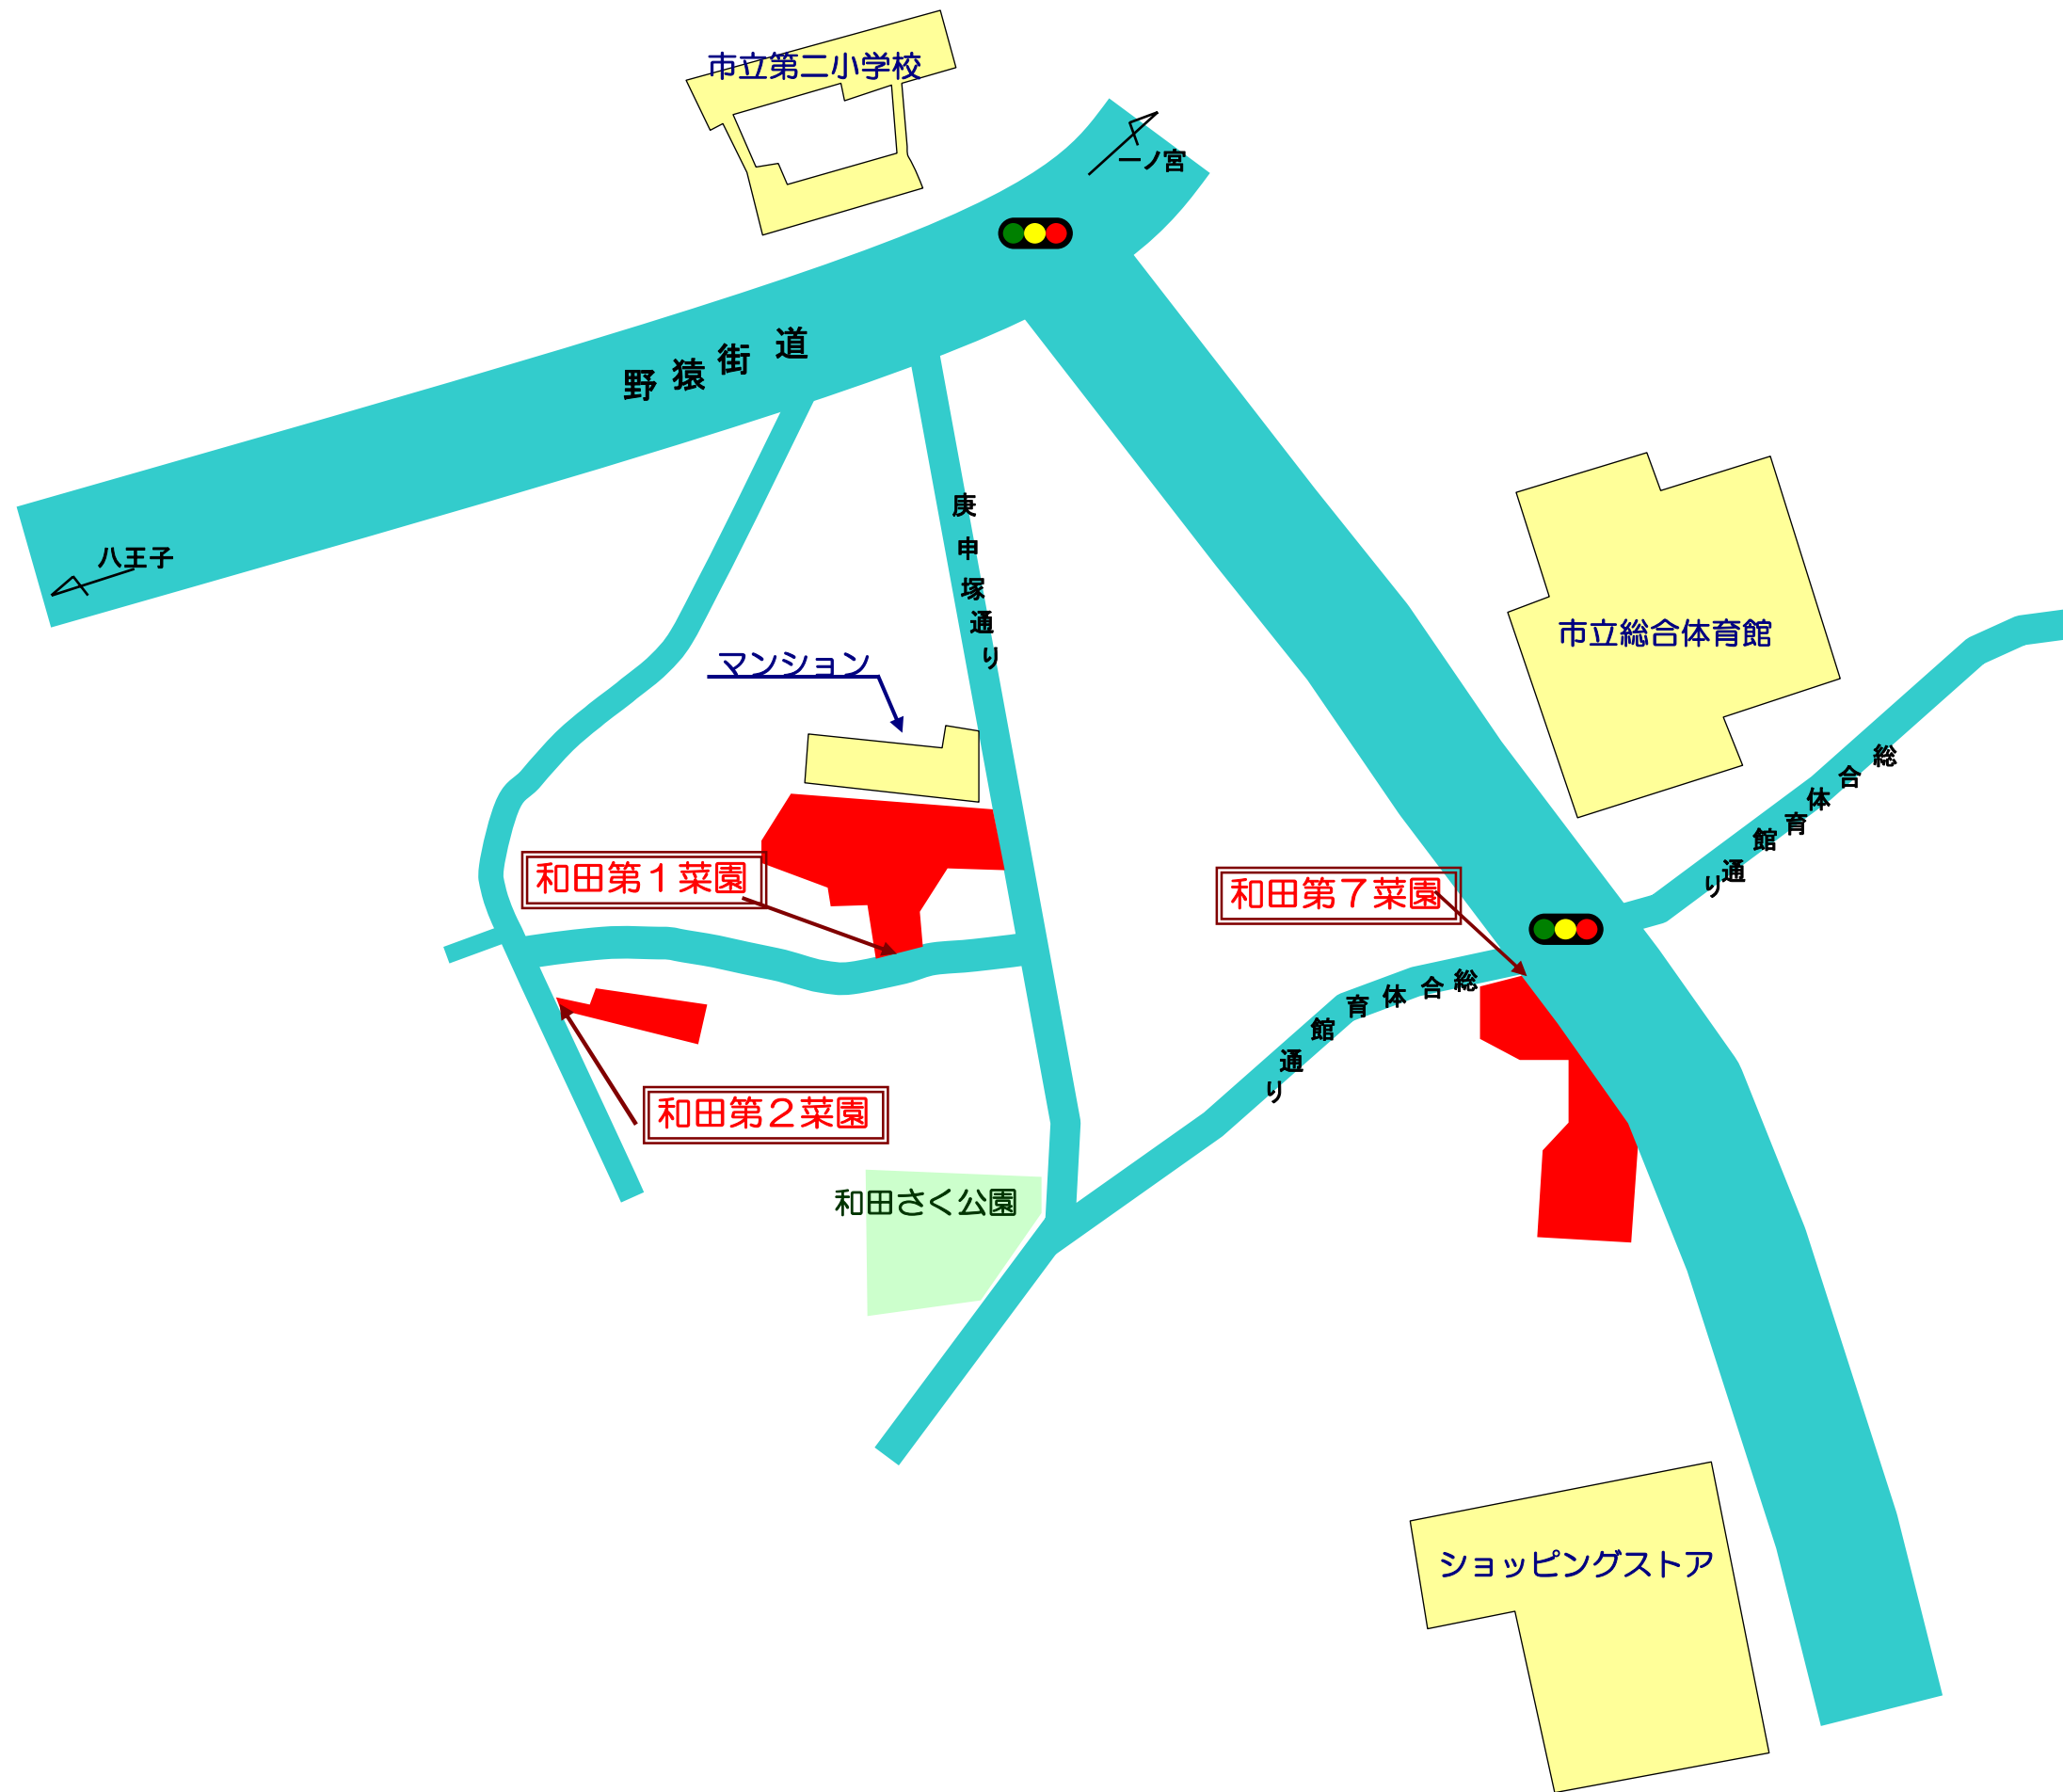 市立第二小学校
一ノ宮
野猿街道
八王子
庚申塚通り
市立総合体育館
マンション
総合体育館通り
和田第１菜園
和田第７菜園
総合体育館通り
和田第２菜園
和田さく公園
ショッピングストア